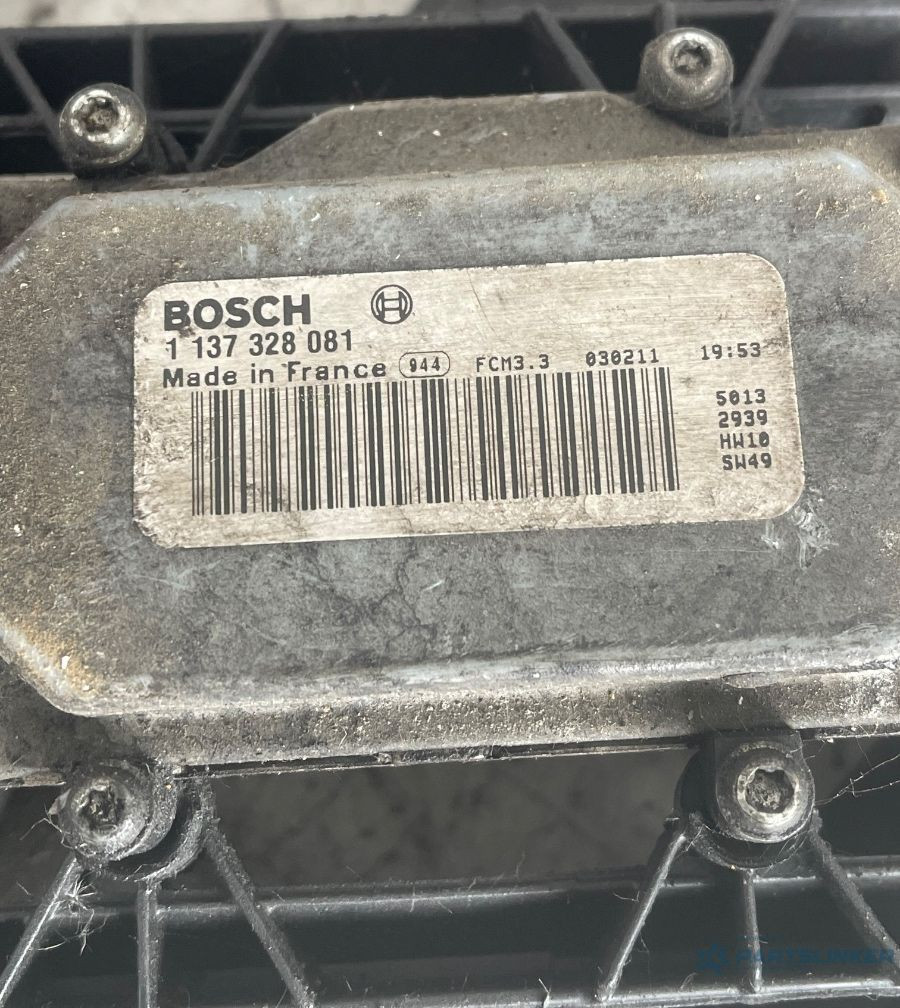 BOSCH
1 137 328 081
Made in France 944 FCM3.3 030211 19:53
5013
2939
HW10
SW49
PARTSLINKER